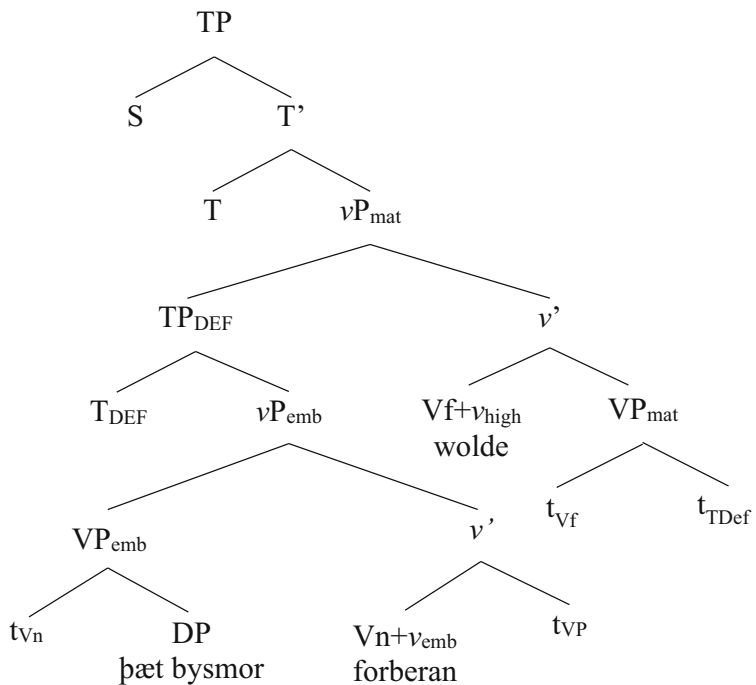 TP
S T’
T vPmat
TPDEF v’
TDEF vPemb Vf+vhigh VPmat
wolde
VPemb v’ tVf tTDef
tVn DP Vn+vemb tVP
þæt bysmor forberan